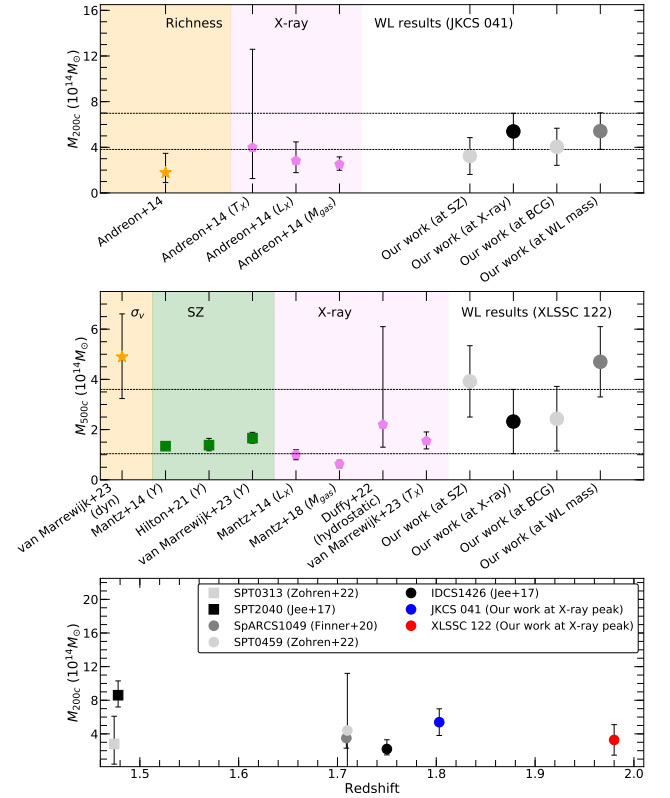 Richness X-ray WL results (JKCS 041)
M200c (10^14 M⊙)
16
12
8
4
0
Andreon+14
Andreon+14 (TX)
Andreon+14 (LX)
Andreon+14 (Mgas)
Our work (at SZ)
Our work (at X-ray)
Our work (at BCG)
Our work (at WL mass)
σv SZ X-ray WL results (XLSSC 122)
M500c (10^14 M⊙)
6
4
2
0
van Marrewijk+23
(dyn)
Mantz+14 (Y)
Hilton+21 (Y)
van Marrewijk+23 (Y)
Mantz+14 (LX)
Mantz+18 (Mgas)
Duffy+22
(hydrostatic)
van Marrewijk+23 (TX)
Our work (at SZ)
Our work (at X-ray)
Our work (at BCG)
Our work (at WL mass)
M200c (10^14 M⊙)
20
16
12
8
4
SPT0313 (Zohren+22)
SPT2040 (Jee+17)
SpARCS1049 (Finner+20)
SPT0459 (Zohren+22)
IDCS1426 (Jee+17)
JKCS 041 (Our work at X-ray peak)
XLSSC 122 (Our work at X-ray peak)
1.5 1.6 1.7 1.8 1.9 2.0
Redshift